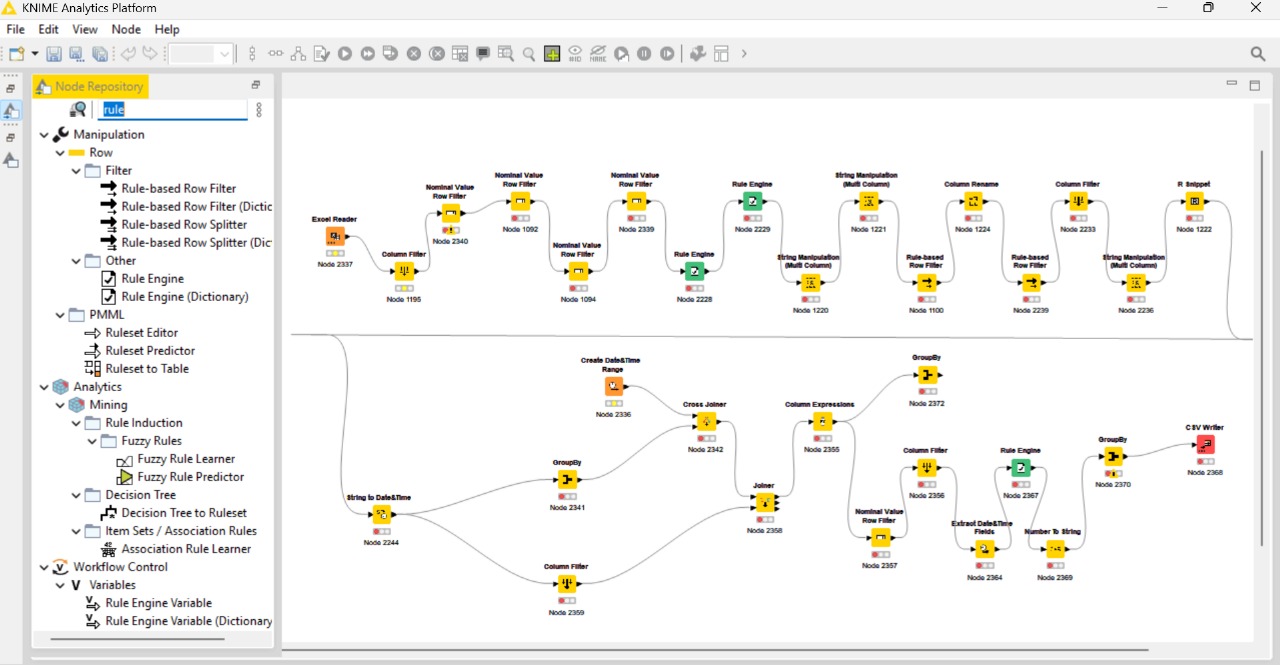 KNIME Analytics Platform
File Edit View Node Help
Node Repository
rule
Manipulation
Row
Filter
Rule-based Row Filter
Rule-based Row Filter (Dictic
Rule-based Row Splitter
Rule-based Row Splitter (Dic
Other
Rule Engine
Rule Engine (Dictionary)
PMML
Ruleset Editor
Ruleset Predictor
Ruleset to Table
Analytics
Mining
Rule Induction
Fuzzy Rules
Fuzzy Rule Learner
Fuzzy Rule Predictor
Decision Tree
Decision Tree to Ruleset
Item Sets / Association Rules
Association Rule Learner
Workflow Control
Variables
Rule Engine Variable
Rule Engine Variable (Dictionary
Excel Reader
Node 2337
Column Filter
Node 1195
Nominal Value
Row Filter
Node 2340
Nominal Value
Row Filter
Node 1092
Nominal Value
Row Filter
Node 1094
Nominal Value
Row Filter
Node 2339
Rule Engine
Node 2228
Rule Engine
Node 2229
String Manipulation
(Multi Column)
Node 1220
String Manipulation
(Multi Column)
Node 1221
Rule-based
Row Filter
Node 1100
Column Rename
Node 1224
Rule-based
Row Filter
Node 2239
Column Filter
Node 2233
String Manipulation
(Multi Column)
Node 2236
R Snippet
Node 1222
String to Date&Time
Node 2244
Create Date&Time
Range
Node 2336
GroupBy
Node 2341
Column Filter
Node 2359
Cross Joiner
Node 2342
Joiner
Node 2358
Column Expressions
Node 2355
GroupBy
Node 2372
Nominal Value
Row Filter
Node 2357
Column Filter
Node 2356
Extract Date&Time
Fields
Node 2364
Rule Engine
Node 2367
Number To String
Node 2369
GroupBy
Node 2370
CSV Writer
Node 2368